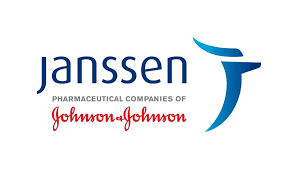 janssen
PHARMACEUTICAL COMPANIES OF
Johnson & Johnson